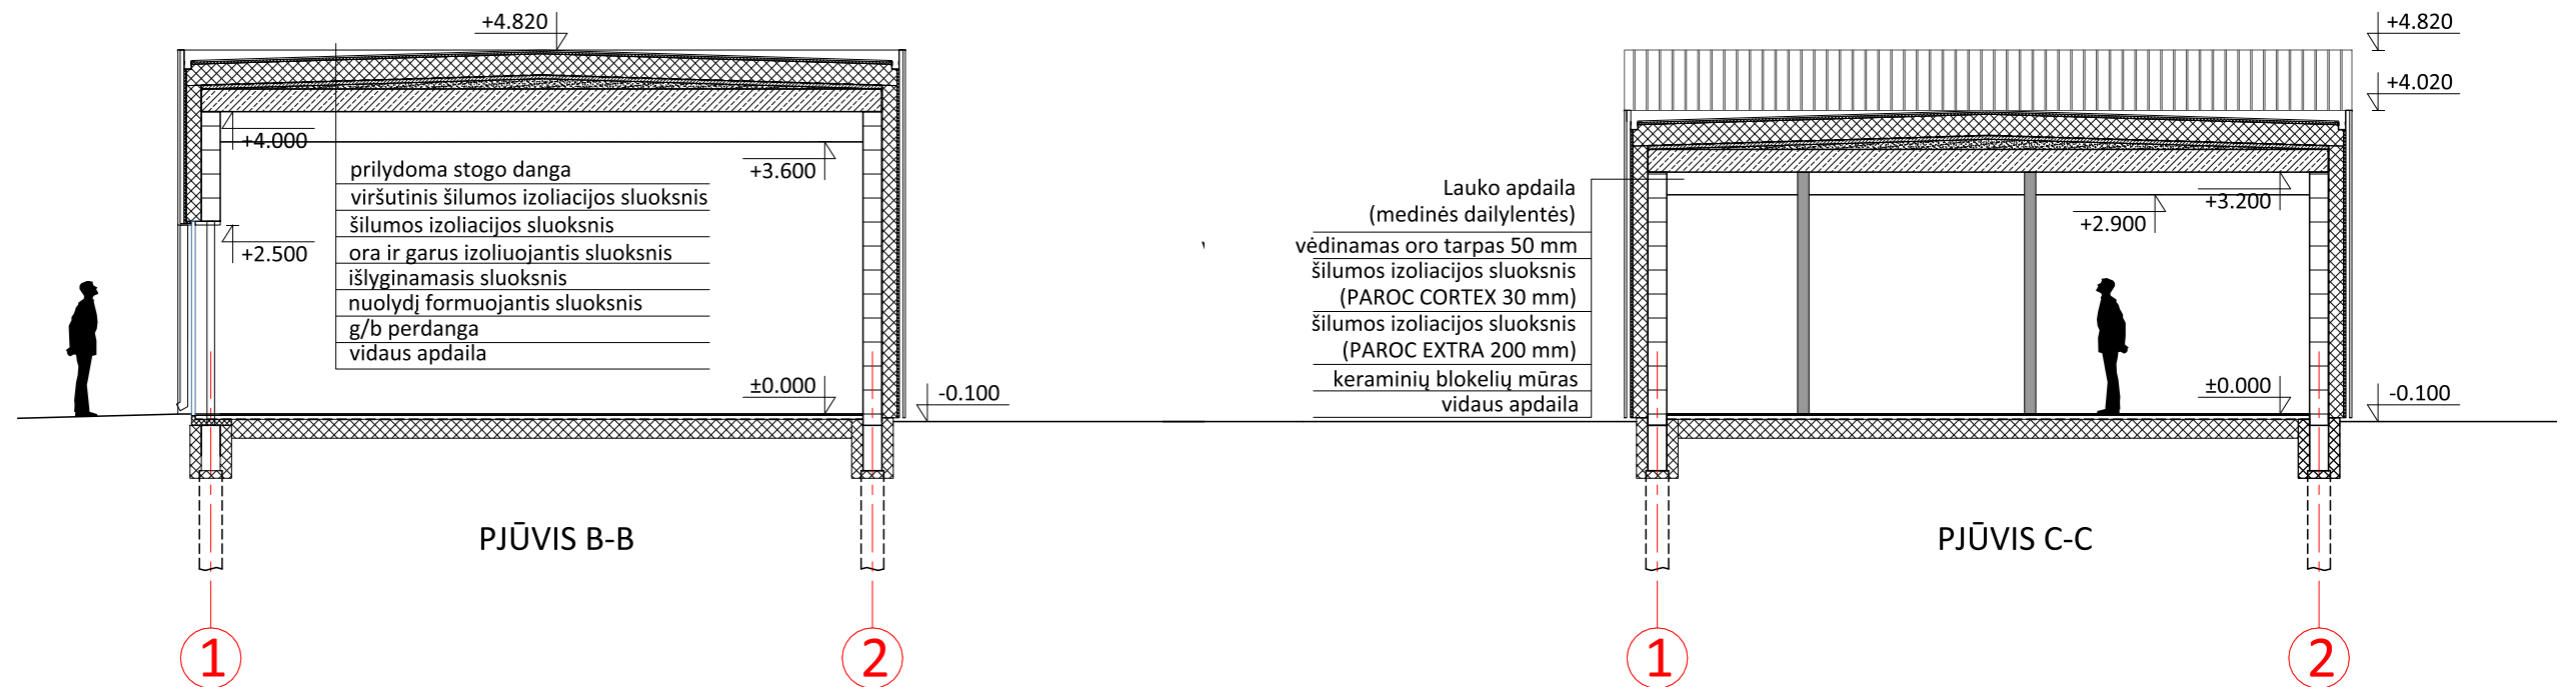 +4.820
+4.000
+3.600
+2.500
prilydoma stogo danga
viršutinis šilumos izoliacijos sluoksnis
šilumos izoliacijos sluoksnis
ora ir garus izoliuojantis sluoksnis
išlyginamasis sluoksnis
nuolydį formuojantis sluoksnis
g/b perdanga
vidaus apdaila
±0.000
-0.100
PJŪVIS B-B
1
2
+4.820
+4.020
Lauko apdaila
(medinės dailylentės)
vėdinamas oro tarpas 50 mm
šilumos izoliacijos sluoksnis
(PAROC CORTEX 30 mm)
šilumos izoliacijos sluoksnis
(PAROC EXTRA 200 mm)
keraminių blokelių mūras
vidaus apdaila
+3.200
+2.900
±0.000
-0.100
PJŪVIS C-C
1
2